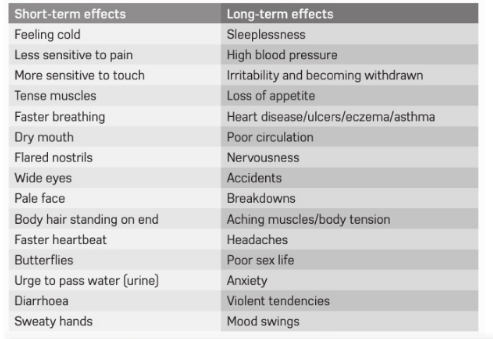 Short-term effects Long-term effects
Feeling cold Sleeplessness
Less sensitive to pain High blood pressure
More sensitive to touch Irritability and becoming withdrawn
Tense muscles Loss of appetite
Faster breathing Heart disease/ulcers/eczema/asthma
Dry mouth Poor circulation
Flared nostrils Nervousness
Wide eyes Accidents
Pale face Breakdowns
Body hair standing on end Aching muscles/body tension
Faster heartbeat Headaches
Butterflies Poor sex life
Urge to pass water (urine) Anxiety
Diarrhoea Violent tendencies
Sweaty hands Mood swings